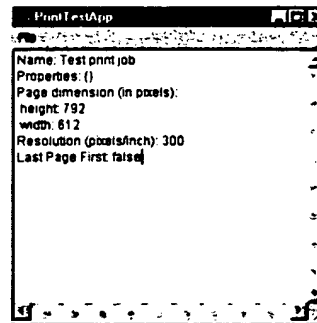 PrintTestApp
File
Name: Test print job
Properties: {}
Page dimension (in pixels):
height: 792
width: 612
Resolution (pixels/inch): 300
Last Page First: false